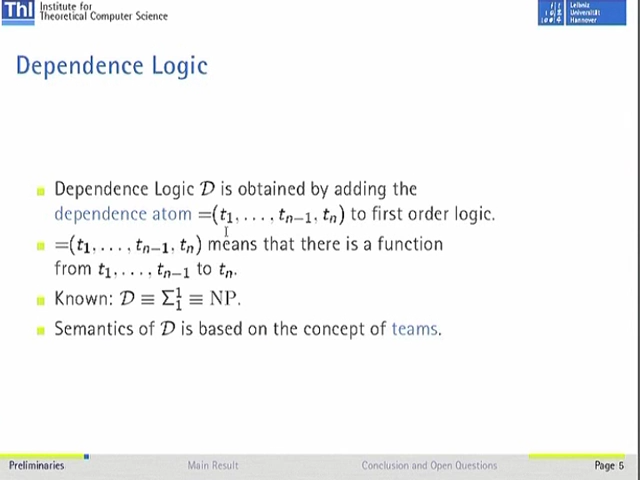 ThI
Institute for
Theoretical Computer Science
Leibniz
Universität
Hannover
Dependence Logic
Dependence Logic 𝒟 is obtained by adding the
dependence atom =(t₁, . . . , tₙ₋₁, tₙ) to first order logic.
=(t₁, . . . , tₙ₋₁, tₙ) means that there is a function
from t₁, . . . , tₙ₋₁ to tₙ.
Known: 𝒟 ≡ Σ¹₁ ≡ NP.
Semantics of 𝒟 is based on the concept of teams.
Preliminaries
Main Result
Conclusion and Open Questions
Page 5